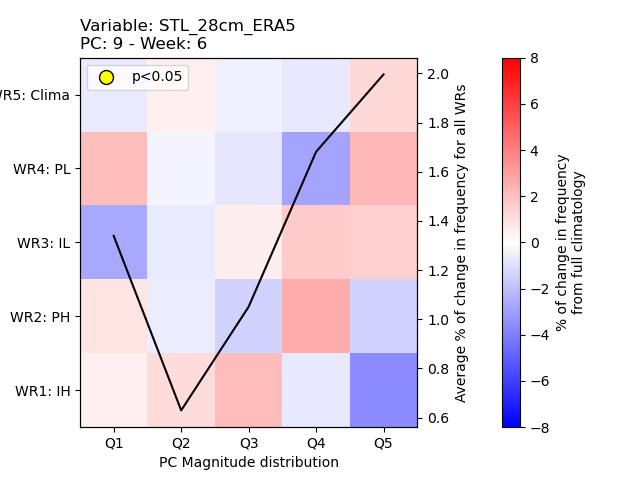 Variable: STL_28cm_ERA5
PC: 9 - Week: 6
p<0.05
WR5: Clima
WR4: PL
WR3: IL
WR2: PH
WR1: IH
Q1 Q2 Q3 Q4 Q5
PC Magnitude distribution
2.0
1.8
1.6
1.4
1.2
1.0
0.8
0.6
Average % of change in frequency for all WRs
8
6
4
2
0
−2
−4
−6
−8
% of change in frequency
from full climatology